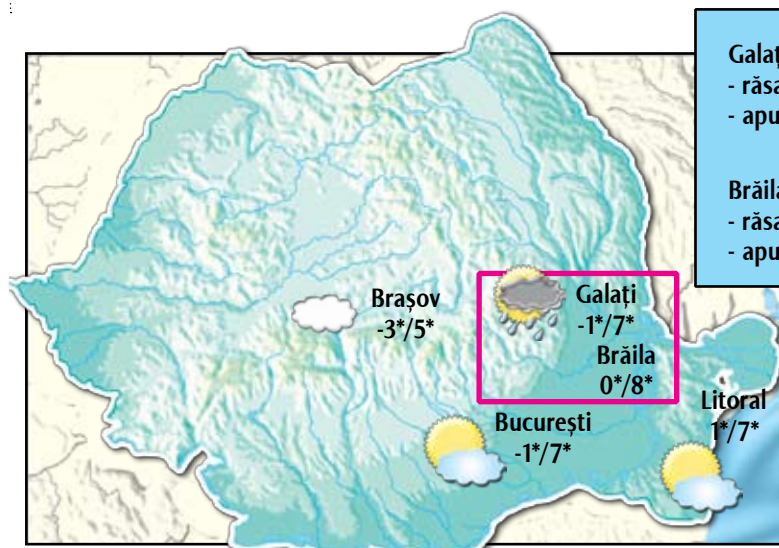 Brașov
-3*/5*
Galați
-1*/7*
Brăila
0*/8*
București
-1*/7*
Litoral
1*/7*
- răsa
- apu
Brăila
- răsa
- apu